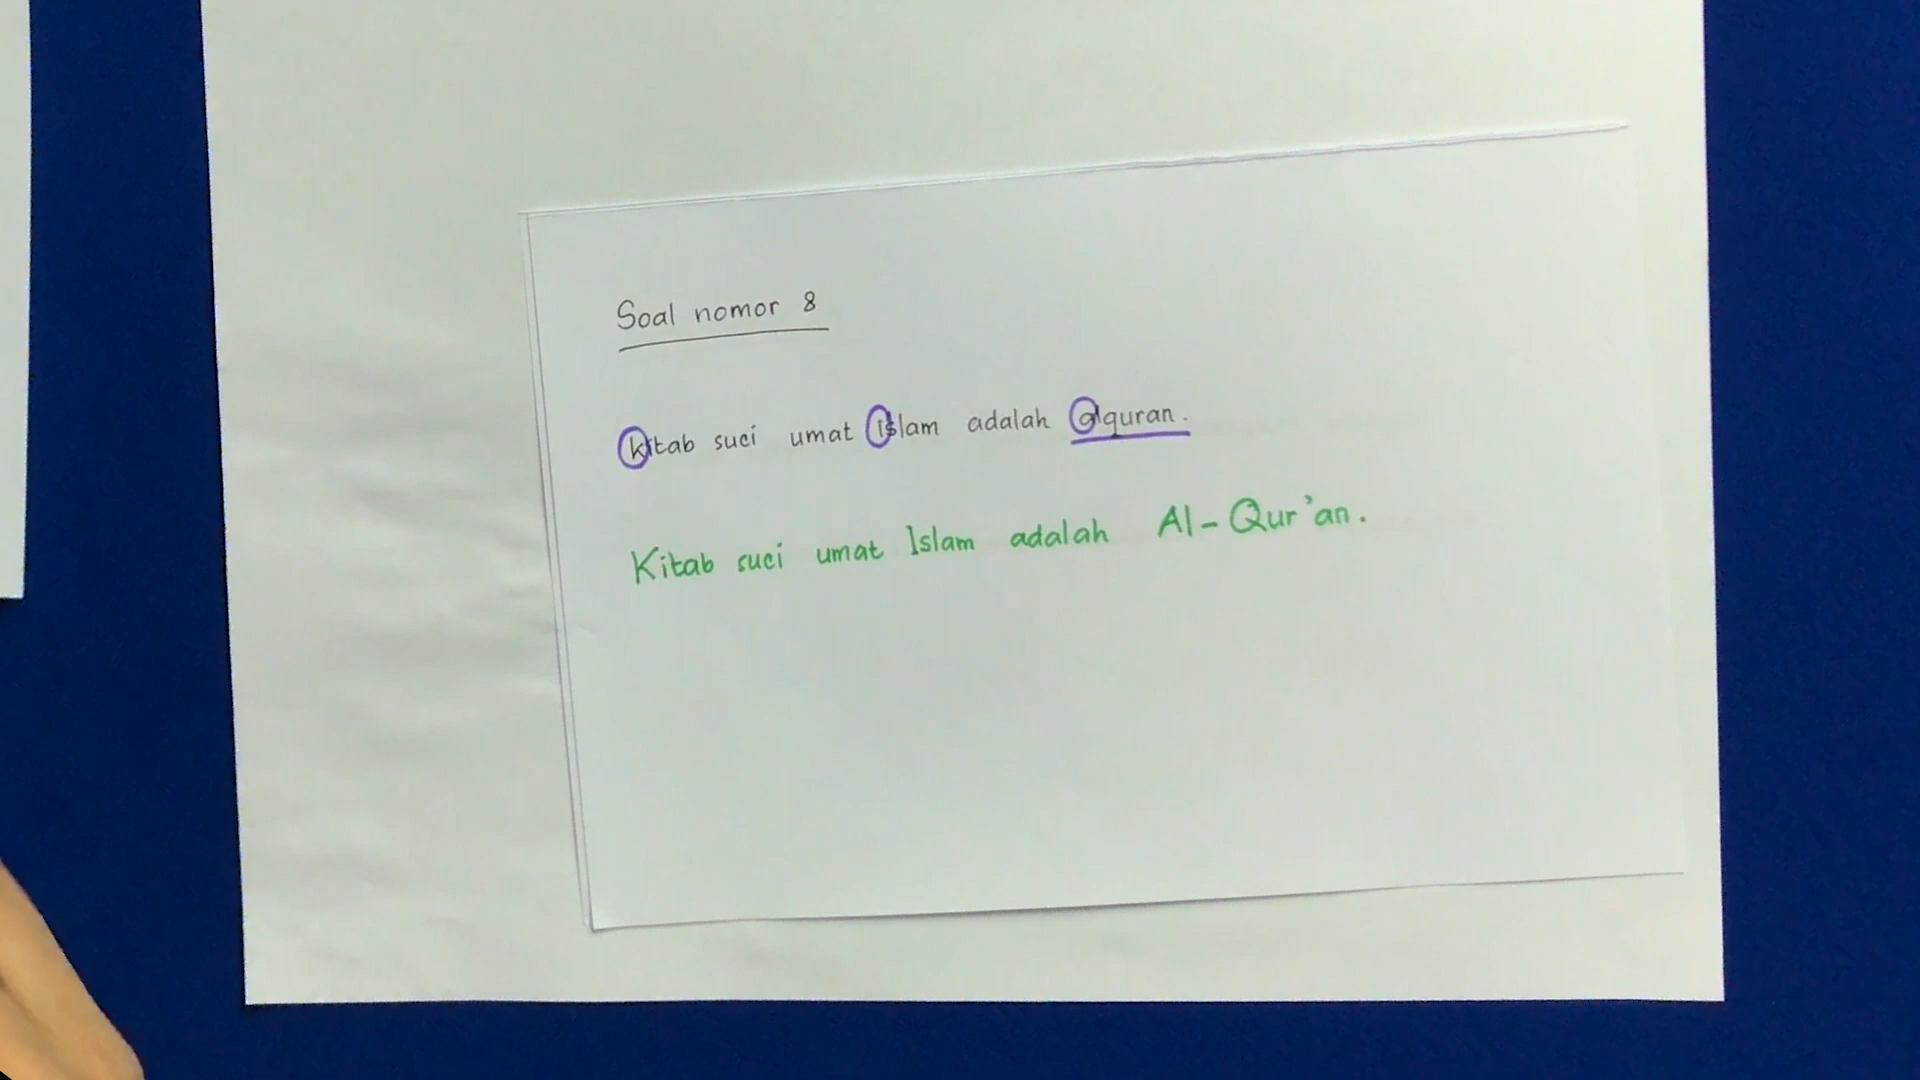 Soal nomor 8
kitab suci umat islam adalah alquran.
Kitab suci umat Islam adalah Al-Qur'an.